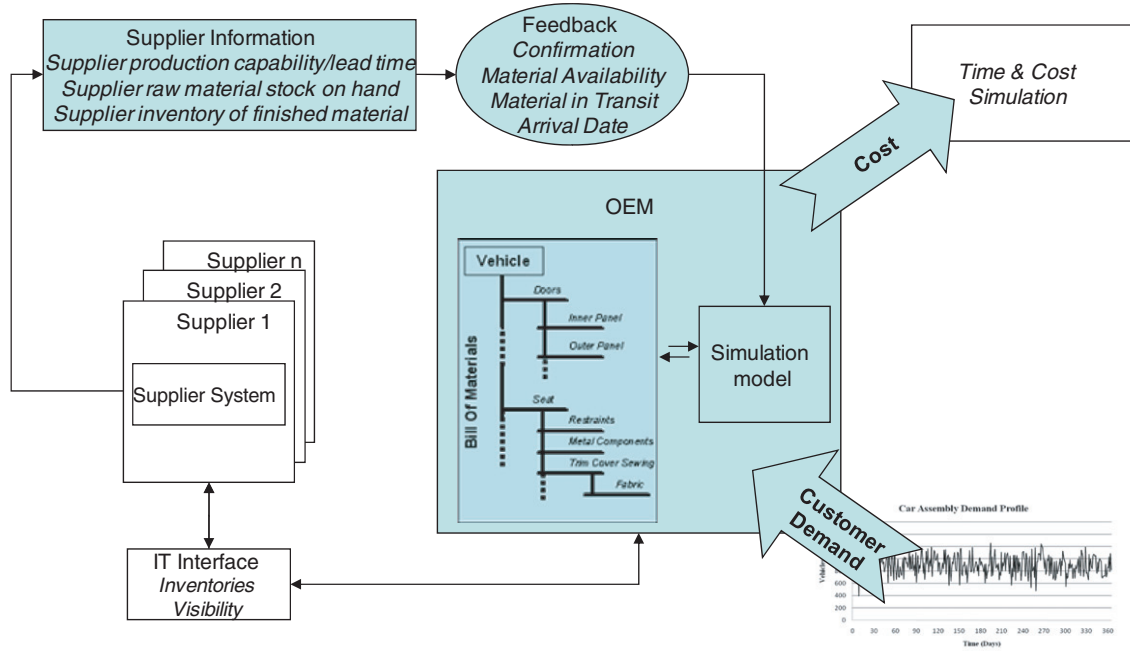 Supplier Information
Supplier production capability/lead time
Supplier raw material stock on hand
Supplier inventory of finished material
Feedback
Confirmation
Material Availability
Material in Transit
Arrival Date
Time & Cost
Simulation
Cost
OEM
Vehicle
Doors
Inner Panel
Outer Panel
Seat
Restraints
Metal Components
Trim Cover Sewing
Fabric
Bill Of Materials
Simulation
model
Supplier n
Supplier 2
Supplier 1
Supplier System
IT Interface
Inventories
Visibility
Customer
Demand
Car Assembly Demand Profile
600
400
200
0
0 30 60 90 120 150 180 210 240 270 300 330 360
Time (Days)